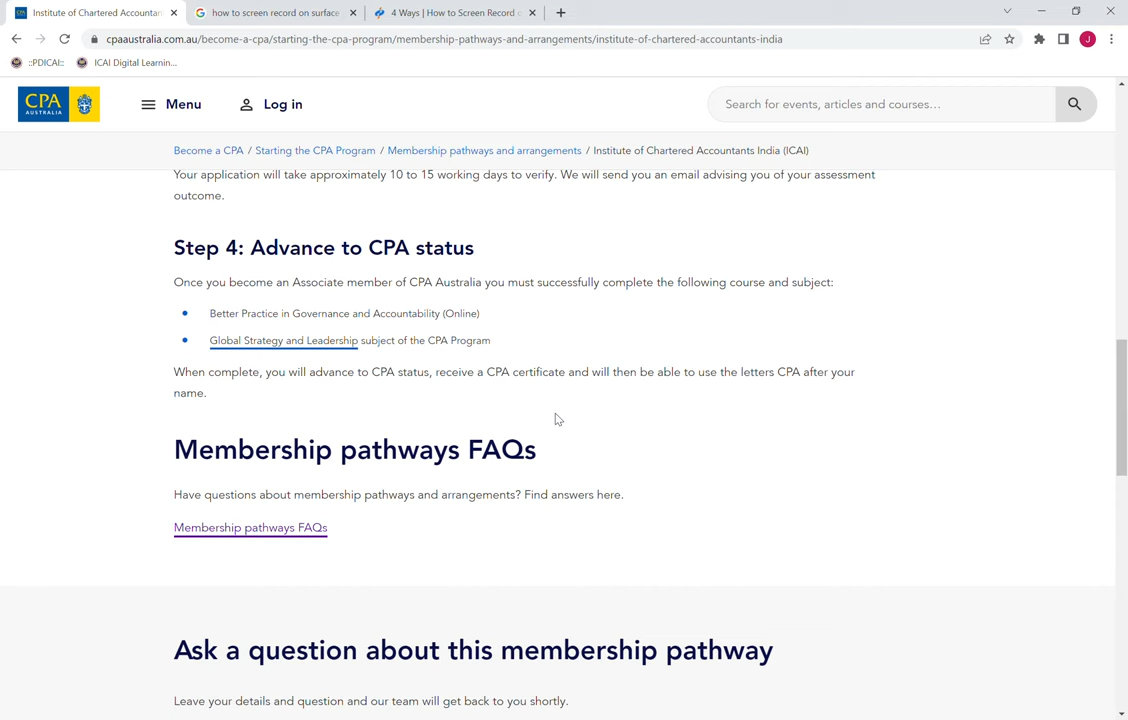 Institute of Chartered Accountan
how to screen record on surface
4 Ways | How to Screen Record o
cpaaustralia.com.au/become-a-cpa/starting-the-cpa-program/membership-pathways-and-arrangements/institute-of-chartered-accountants-india
J
::PDICAI::
ICAI Digital Learnin...
CPA
AUSTRALIA
Menu
Log in
Search for events, articles and courses...
Become a CPA / Starting the CPA Program / Membership pathways and arrangements / Institute of Chartered Accountants India (ICAI)
Your application will take approximately 10 to 15 working days to verify. We will send you an email advising you of your assessment
outcome.
Step 4: Advance to CPA status
Once you become an Associate member of CPA Australia you must successfully complete the following course and subject:
Better Practice in Governance and Accountability (Online)
Global Strategy and Leadership subject of the CPA Program
When complete, you will advance to CPA status, receive a CPA certificate and will then be able to use the letters CPA after your
name.
Membership pathways FAQs
Have questions about membership pathways and arrangements? Find answers here.
Membership pathways FAQs
Ask a question about this membership pathway
Leave your details and question and our team will get back to you shortly.